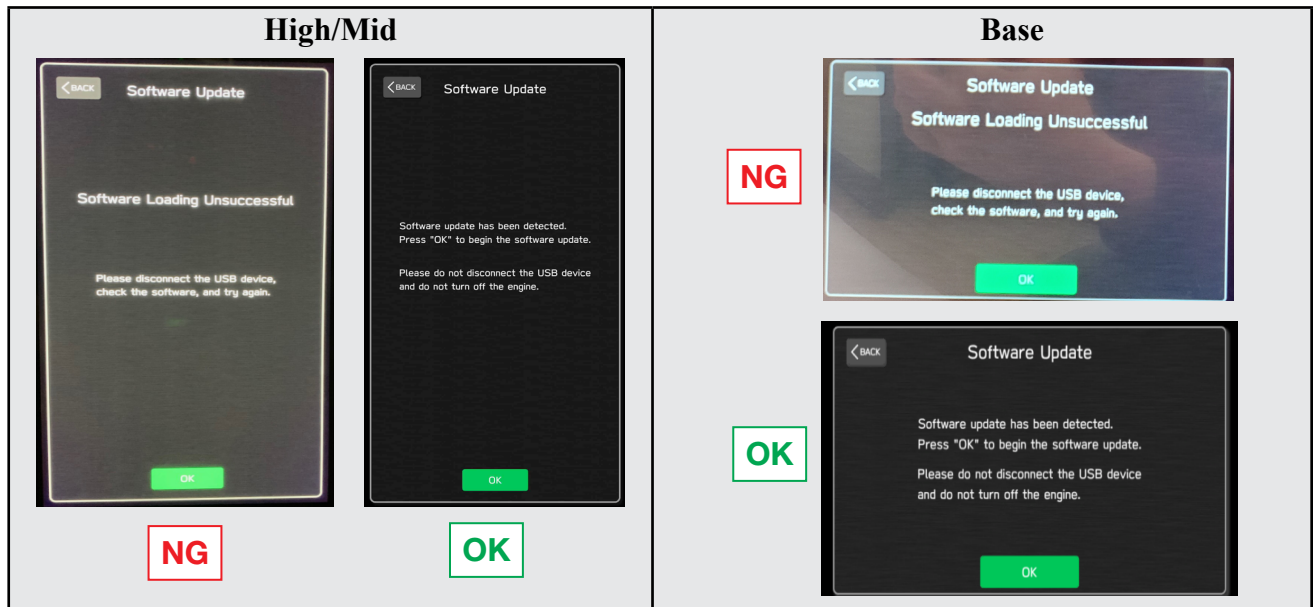 High/Mid
BACK
Software Update
Software Loading Unsuccessful
Please disconnect the USB device,
check the software, and try again.
OK
NG
BACK
Software Update
Software update has been detected.
Press "OK" to begin the software update.
Please do not disconnect the USB device
and do not turn off the engine.
OK
OK
Base
NG
BACK
Software Update
Software Loading Unsuccessful
Please disconnect the USB device,
check the software, and try again.
OK
OK
BACK
Software Update
Software update has been detected.
Press "OK" to begin the software update.
Please do not disconnect the USB device
and do not turn off the engine.
OK